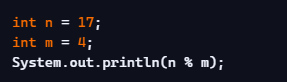 int n = 17;
int m = 4;
System.out.println(n % m);